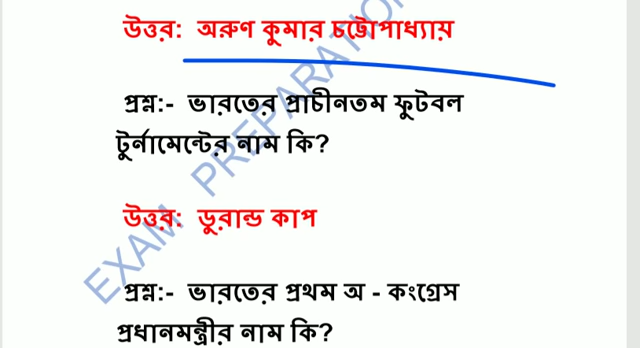 উত্তর: অরুণ কুমার চট্টোপাধ্যায়
প্রশ্ন:- ভারতের প্রাচীনতম ফুটবল
টুর্নামেন্টের নাম কি?
উত্তর: ডুরান্ড কাপ
প্রশ্ন:- ভারতের প্রথম অ - কংগ্রেস
প্রধানমন্ত্রীর নাম কি?
EXAM PREPARATION